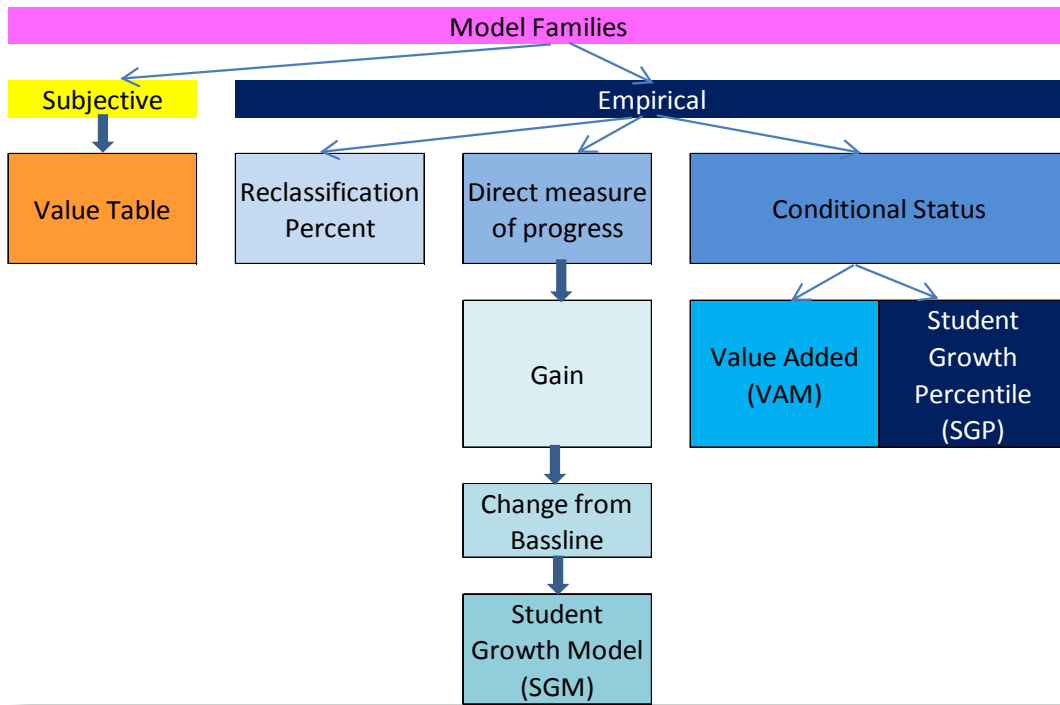 Model Families
Subjective
Empirical
Value Table
Reclassification
Percent
Direct measure
of progress
Conditional Status
Gain
Value Added
(VAM)
Student
Growth
Percentile
(SGP)
Change from
Bassline
Student
Growth Model
(SGM)